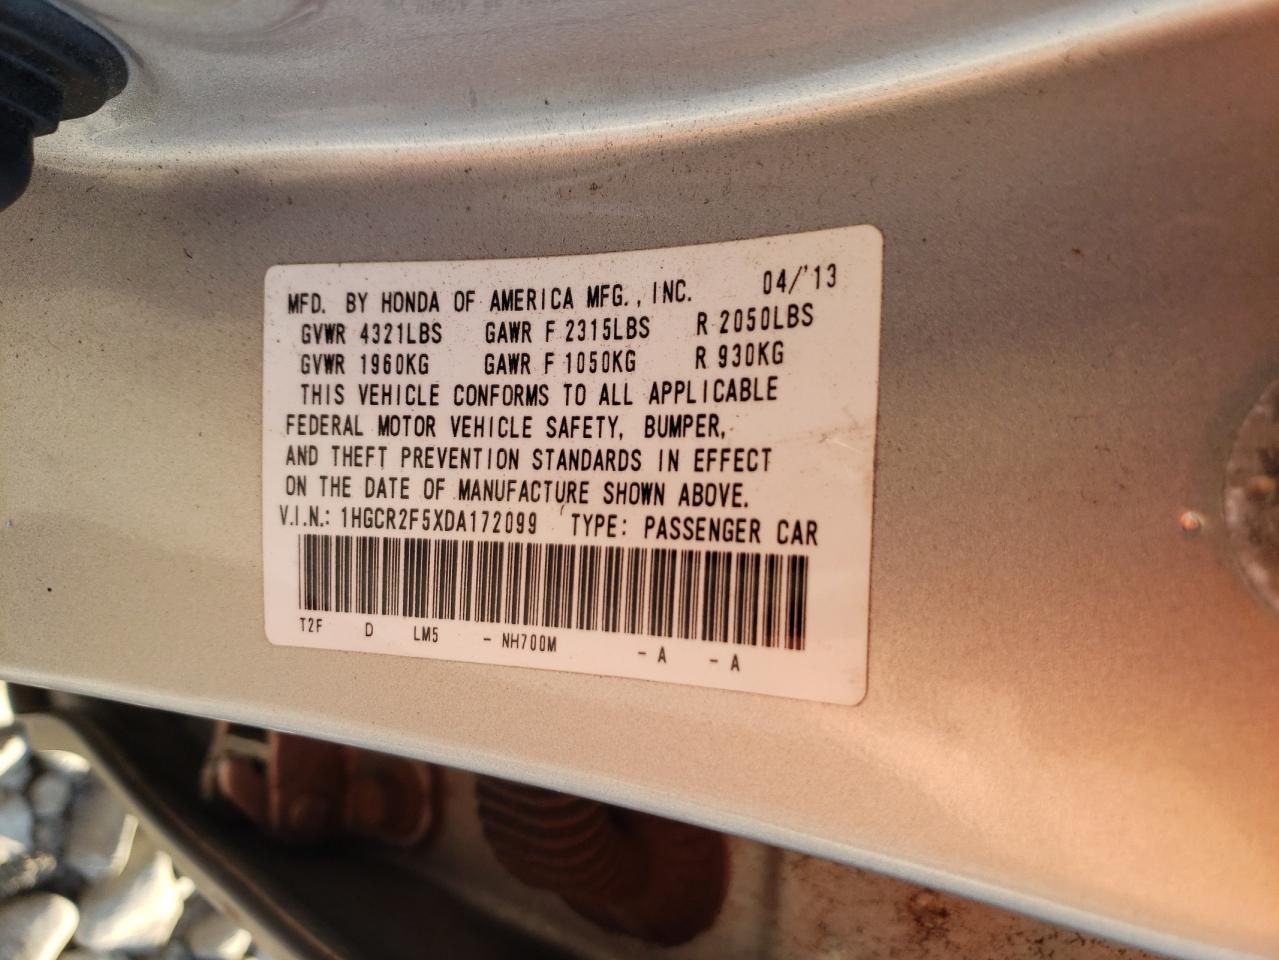 MFD. BY HONDA OF AMERICA MFG., INC. 04/'13
GVWR 4321LBS GAWR F 2315LBS R 2050LBS
GVWR 1960KG GAWR F 1050KG R 930KG
THIS VEHICLE CONFORMS TO ALL APPLICABLE
FEDERAL MOTOR VEHICLE SAFETY, BUMPER,
AND THEFT PREVENTION STANDARDS IN EFFECT
ON THE DATE OF MANUFACTURE SHOWN ABOVE.
V.I.N.: 1HGCR2F5XDA172099 TYPE: PASSENGER CAR
T2F D LM5 - NH700M - A - A